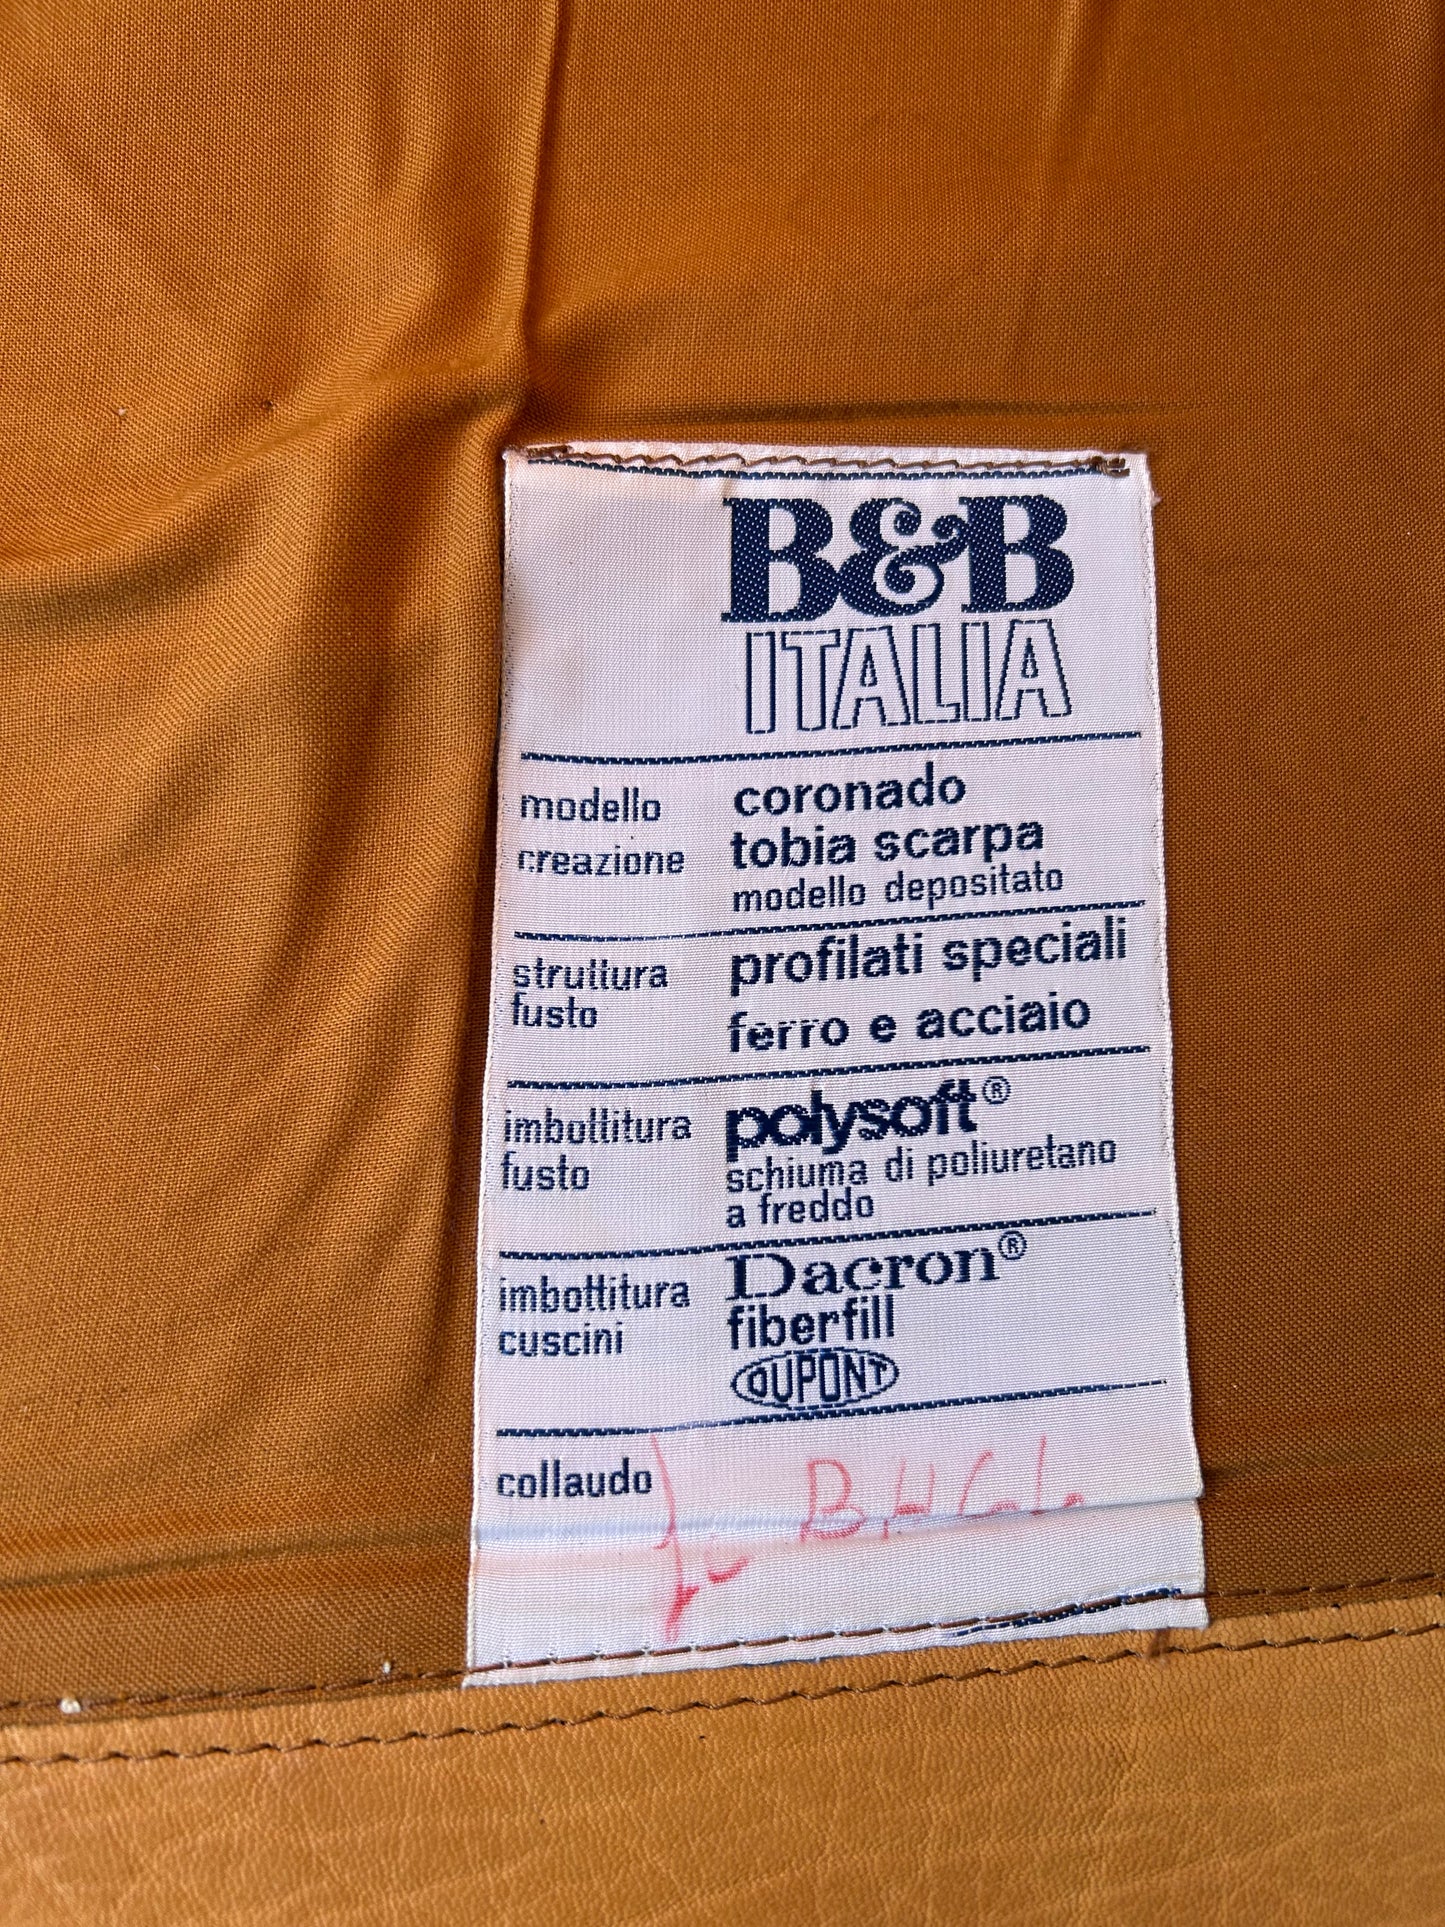 B&B
ITALIA
modello coronado
creazione tobia scarpa
modello depositato
struttura profilati speciali
fusto ferro e acciaio
imbottitura polysoft®
fusto schiuma di poliuretano
a freddo
imbottitura Dacron®
cuscini fiberfill
DUPONT
collaudo